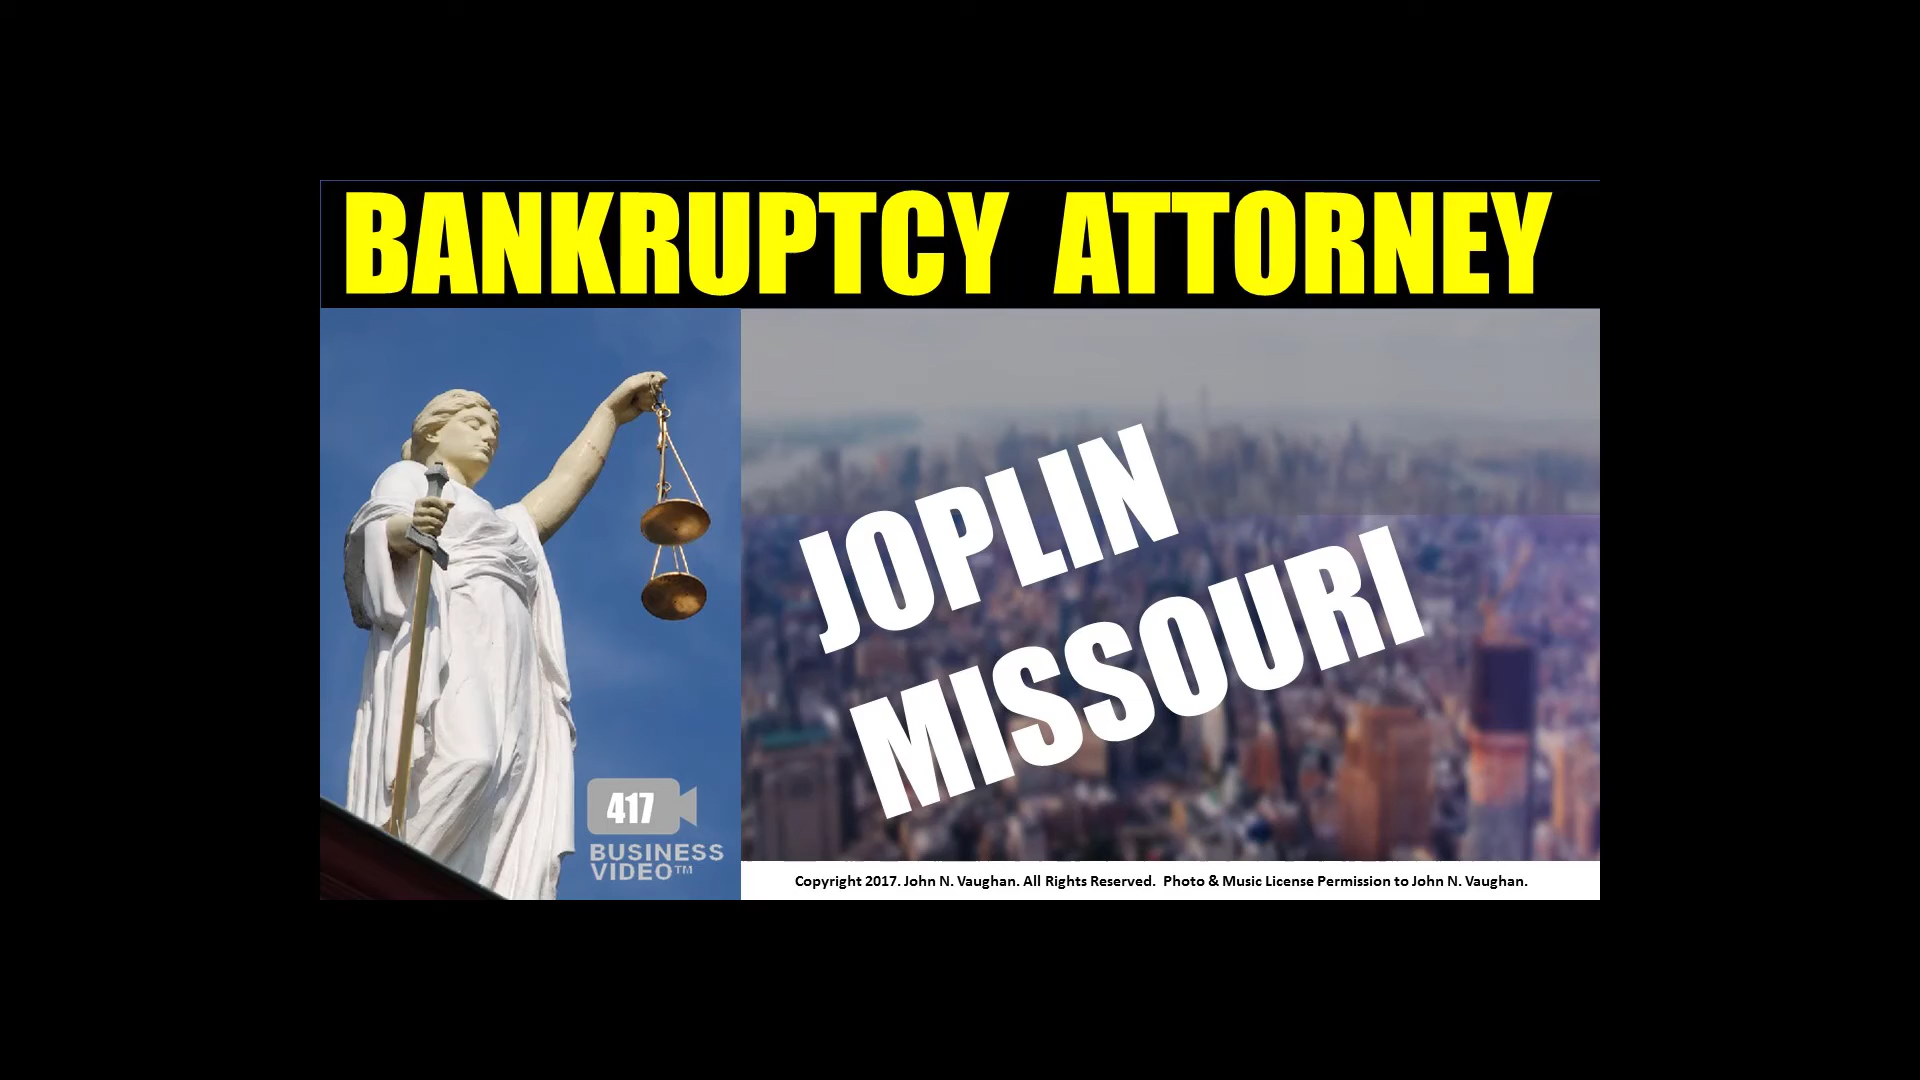 BANKRUPTCY ATTORNEY
JOPLIN
MISSOURI
417
BUSINESS
VIDEO™
Copyright 2017. John N. Vaughan. All Rights Reserved. Photo & Music License Permission to John N. Vaughan.